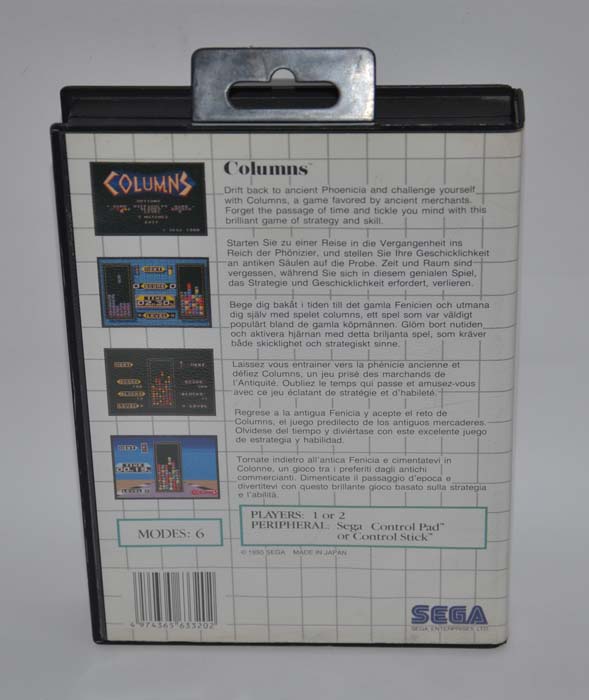 Columns™
Drift back to ancient Phoenicia and challenge yourself
with Columns, a game favored by ancient merchants.
Forget the passage of time and tickle you mind with this
brilliant game of strategy and skill.
Starten Sie zu einer Reise in die Vergangenheit ins
Reich der Phönizier, und stellen Sie Ihre Geschicklichkeit
an antiken Säulen auf die Probe. Zeit und Raum sind
vergessen, während Sie sich in diesem genialen Spiel,
das Strategie und Geschicklichkeit erfordert, verlieren.
Bege dig bakåt i tiden till det gamla Fenicien och utmana
dig själv med spelet columns, ett spel som var väldigt
populärt bland de gamla köpmännen. Glöm bort nutiden
och aktivera hjärnan med detta briljanta spel, som kräver
både skicklighet och strategiskt sinne.
Laissez vous entrainer vers la phénicie ancienne et
défiez Columns, un jeu prisé des marchands de
l'Antiquité. Oubliez le temps qui passe et amusez-vous
avec ce jeu éclatant de stratégie et d'habileté.
Regrese a la antigua Fenicia y acepte el reto de
Columns, el juego predilecto de los antiguos mercaderes.
Olvidese del tiempo y diviértase con este excelente juego
de estrategia y habilidad.
Tornate indietro all'antica Fenicia e cimentatevi in
Colonne, un gioco tra i preferiti dagli antichi
commercianti. Dimenticate il passaggio d'epoca e
divertitevi con questo brillante gioco basato sulla strategia
e l'abilità.
COLUMNS
MODES: 6
PLAYERS: 1 or 2
PERIPHERAL: Sega Control Pad™
or Control Stick™
© 1990 SEGA MADE IN JAPAN
4 974365 633202
SEGA
SEGA ENTERPRISES, LTD.